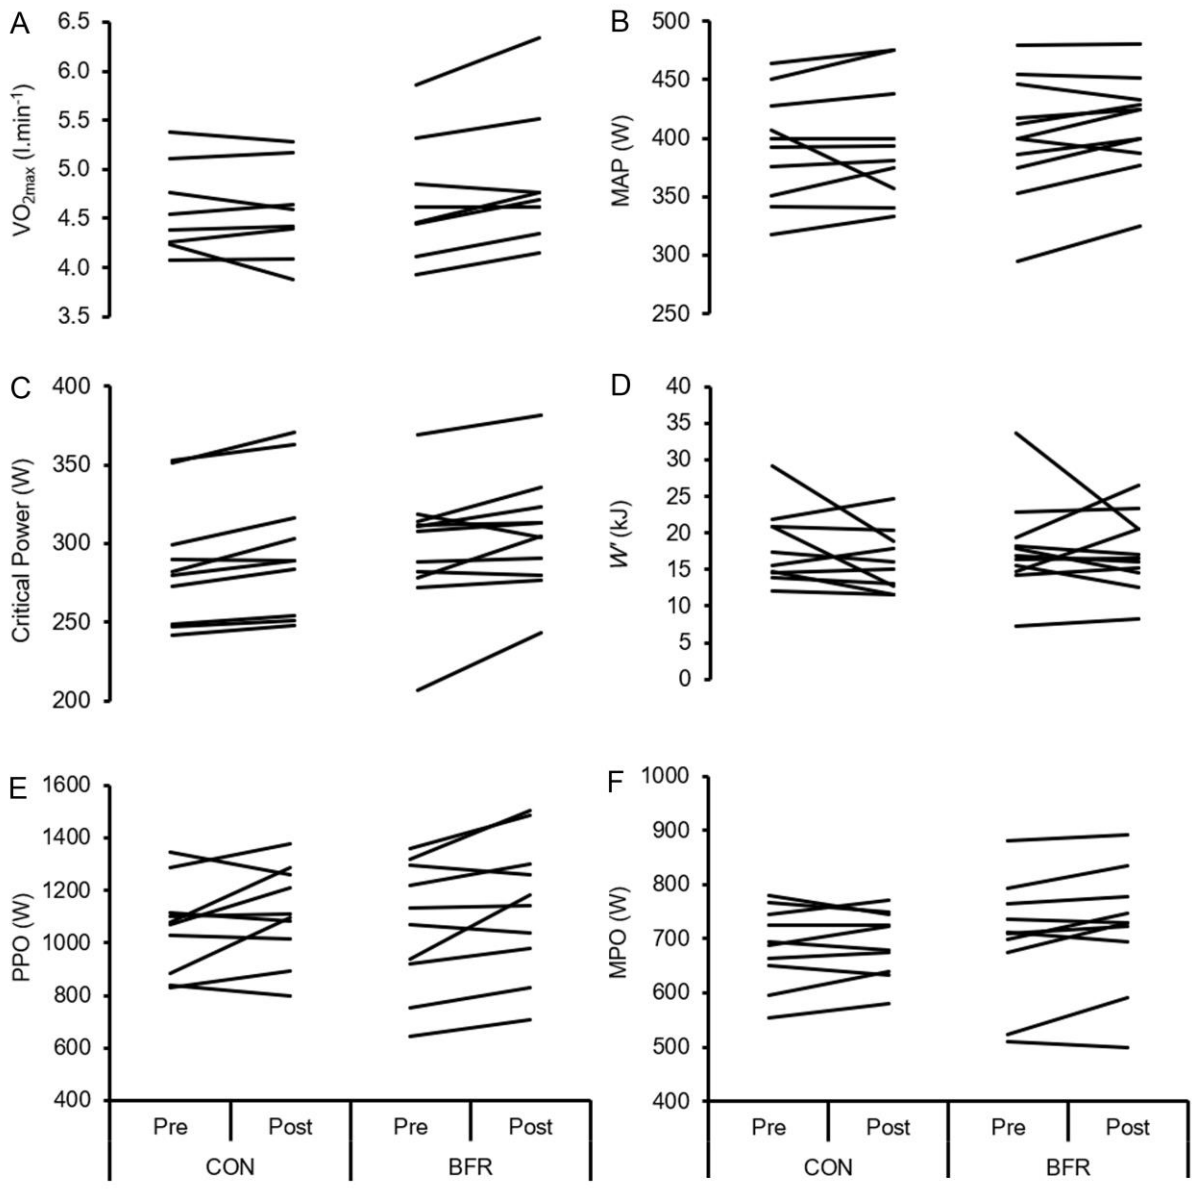 A
VO2max (l.min-1)
6.5
6.0
5.5
5.0
4.5
4.0
3.5
B
MAP (W)
500
450
400
350
300
250
C
Critical Power (W)
400
350
300
250
200
D
W' (kJ)
40
35
30
25
20
15
10
5
0
E
PPO (W)
1600
1400
1200
1000
800
600
400
Pre Post Pre Post
CON BFR
F
MPO (W)
1000
900
800
700
600
500
400
Pre Post Pre Post
CON BFR